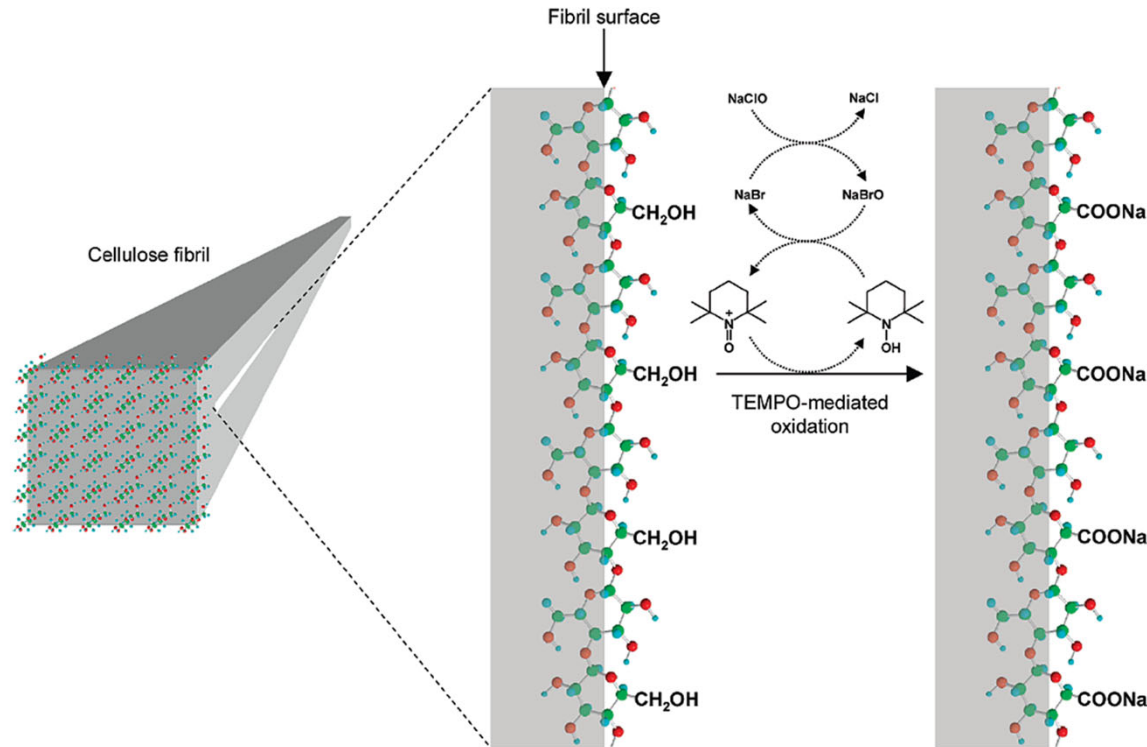 Fibril surface
NaClO
NaCl
NaBr
NaBrO
CH₂OH
COONa
Cellulose fibril
N
+
O
N
OH
CH₂OH
COONa
TEMPO-mediated
oxidation
CH₂OH
COONa
CH₂OH
COONa